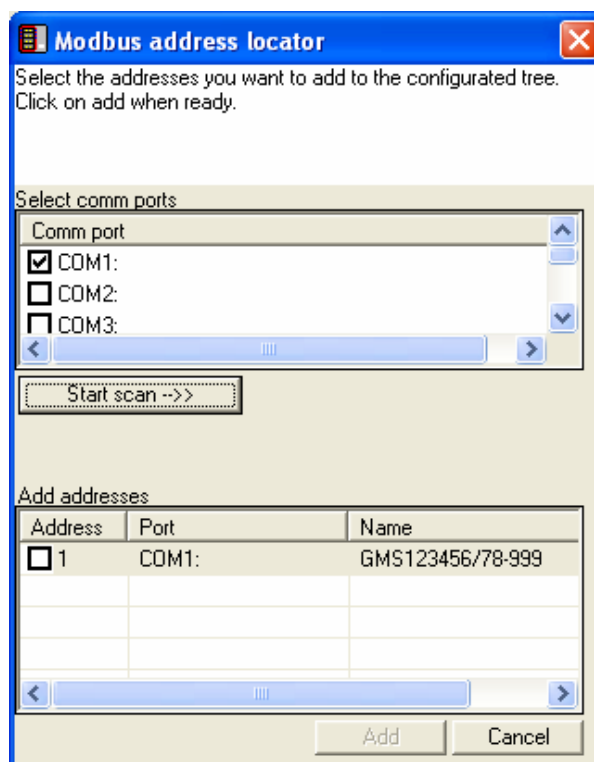 Modbus address locator
Select the addresses you want to add to the configurated tree.
Click on add when ready.
Select comm ports
Comm port
COM1:
COM2:
COM3:
Start scan -->>
Add addresses
Address Port Name
1 COM1: GMS123456/78-999
Add Cancel